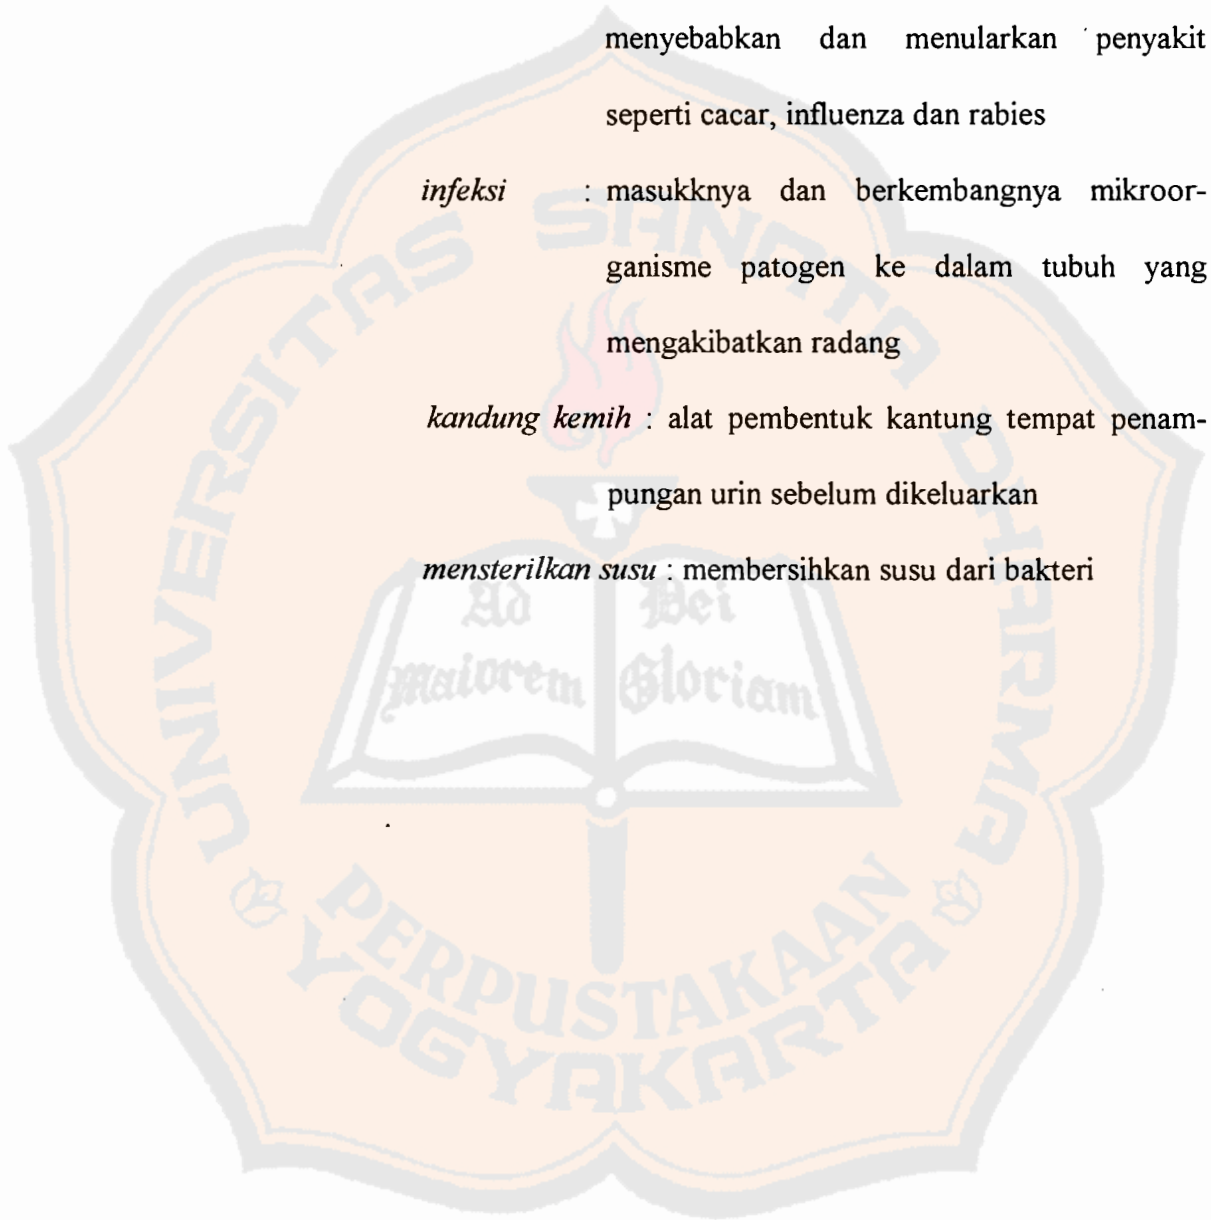 menyebabkan dan menularkan penyakit
seperti cacar, influenza dan rabies
infeksi : masukknya dan berkembangnya mikroor-
ganisme patogen ke dalam tubuh yang
mengakibatkan radang
kandung kemih : alat pembentuk kantung tempat penam-
pungan urin sebelum dikeluarkan
mensterilkan susu : membersihkan susu dari bakteri
UNIVERSITAS SANATA DHARMA
Ad Dei
Maiorem Gloriam
PERPUSTAKAAN
YOGYAKARTA